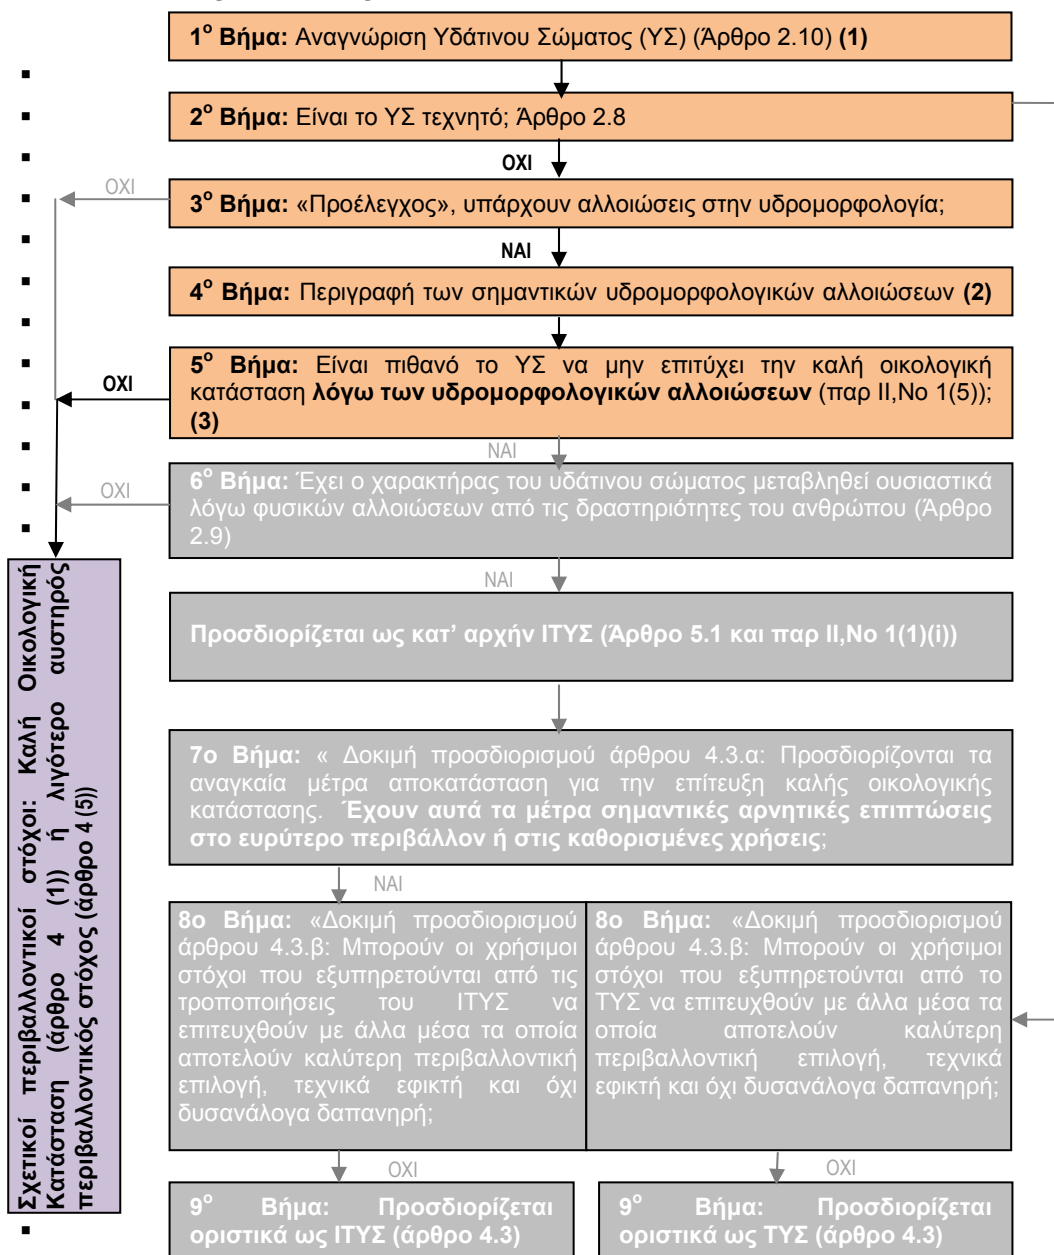 1ο Βήμα: Αναγνώριση Υδάτινου Σώματος (ΥΣ) (Άρθρο 2.10) (1)
2ο Βήμα: Είναι το ΥΣ τεχνητό; Άρθρο 2.8
ΟΧΙ
ΟΧΙ
3ο Βήμα: «Προέλεγχος», υπάρχουν αλλοιώσεις στην υδρομορφολογία;
ΝΑΙ
4ο Βήμα: Περιγραφή των σημαντικών υδρομορφολογικών αλλοιώσεων (2)
ΟΧΙ
5ο Βήμα: Είναι πιθανό το ΥΣ να μην επιτύχει την καλή οικολογική
κατάσταση λόγω των υδρομορφολογικών αλλοιώσεων (παρ ΙΙ,Νο 1(5));
(3)
ΝΑΙ
ΟΧΙ
6ο Βήμα: Έχει ο χαρακτήρας του υδάτινου σώματος μεταβληθεί ουσιαστικά
λόγω φυσικών αλλοιώσεων από τις δραστηριότητες του ανθρώπου (Άρθρο
2.9)
ΝΑΙ
Προσδιορίζεται ως κατ’ αρχήν ΙΤΥΣ (Άρθρο 5.1 και παρ ΙΙ,Νο 1(1)(i))
7ο Βήμα: « Δοκιμή προσδιορισμού άρθρου 4.3.α: Προσδιορίζονται τα
αναγκαία μέτρα αποκατάσταση για την επίτευξη καλής οικολογικής
κατάστασης. Έχουν αυτά τα μέτρα σημαντικές αρνητικές επιπτώσεις
στο ευρύτερο περιβάλλον ή στις καθορισμένες χρήσεις;
ΝΑΙ
8ο Βήμα: «Δοκιμή προσδιορισμού
άρθρου 4.3.β: Μπορούν οι χρήσιμοι
στόχοι που εξυπηρετούνται από τις
τροποποιήσεις του ΙΤΥΣ να
επιτευχθούν με άλλα μέσα τα οποία
αποτελούν καλύτερη περιβαλλοντική
επιλογή, τεχνικά εφικτή και όχι
δυσανάλογα δαπανηρή;
8ο Βήμα: «Δοκιμή προσδιορισμού
άρθρου 4.3.β: Μπορούν οι χρήσιμοι
στόχοι που εξυπηρετούνται από το
ΤΥΣ να επιτευχθούν με άλλα μέσα τα
οποία αποτελούν καλύτερη
περιβαλλοντική επιλογή, τεχνικά
εφικτή και όχι δυσανάλογα δαπανηρή;
ΟΧΙ
ΟΧΙ
9ο Βήμα: Προσδιορίζεται
οριστικά ως ΙΤΥΣ (άρθρο 4.3)
9ο Βήμα: Προσδιορίζεται
οριστικά ως ΤΥΣ (άρθρο 4.3)
Σχετικοί περιβαλλοντικοί στόχοι: Καλή Οικολογική
Κατάσταση (άρθρο 4 (1)) ή λιγότερο αυστηρός
περιβαλλοντικός στόχος (άρθρο 4 (5))